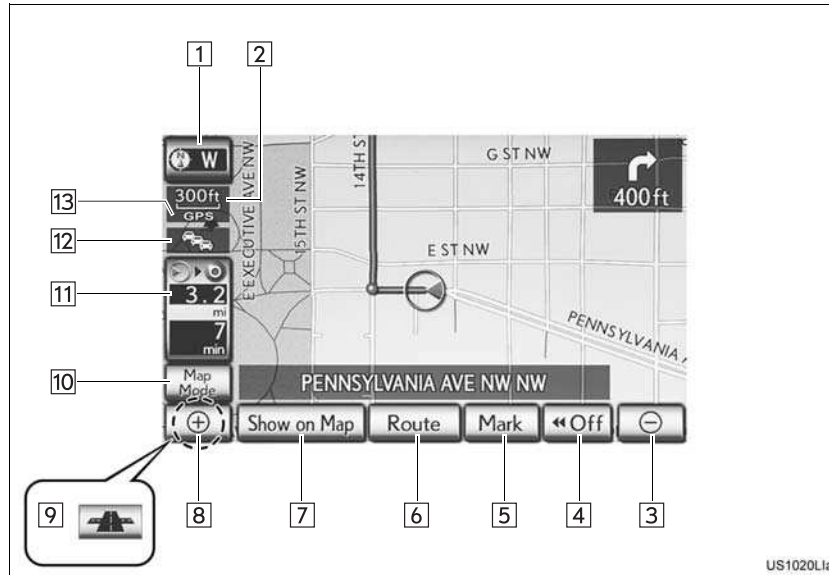 1
2
W
300ft
13
GPS
12
11
3.2
mi
7
min
10
Map
Mode
E EXECUTIVE AVE NW
15TH ST NW
14TH S
G ST NW
400ft
E ST NW
PENNSYLVANIA A
PENNSYLVANIA AVE NW NW
Show on Map
Route
Mark
Off
9
8
7
6
5
4
3
US1020LIa